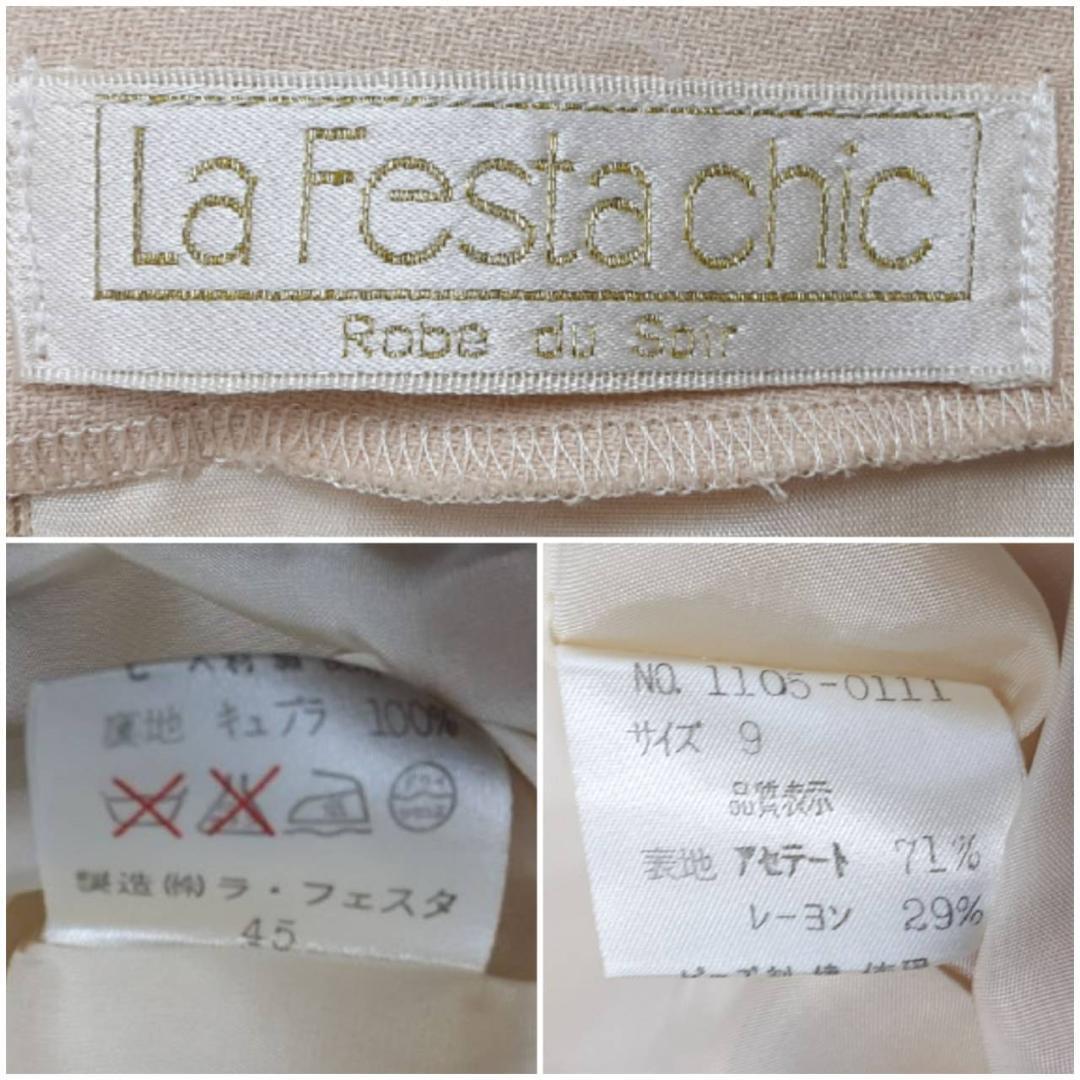 La Festa chic
Robe du Soir
裏地 キュプラ 100%
製造(株)ラ・フェスタ
45
NO. 1105-0111
サイズ 9
品質表示
表地 アセテート 71%
レーヨン 29%